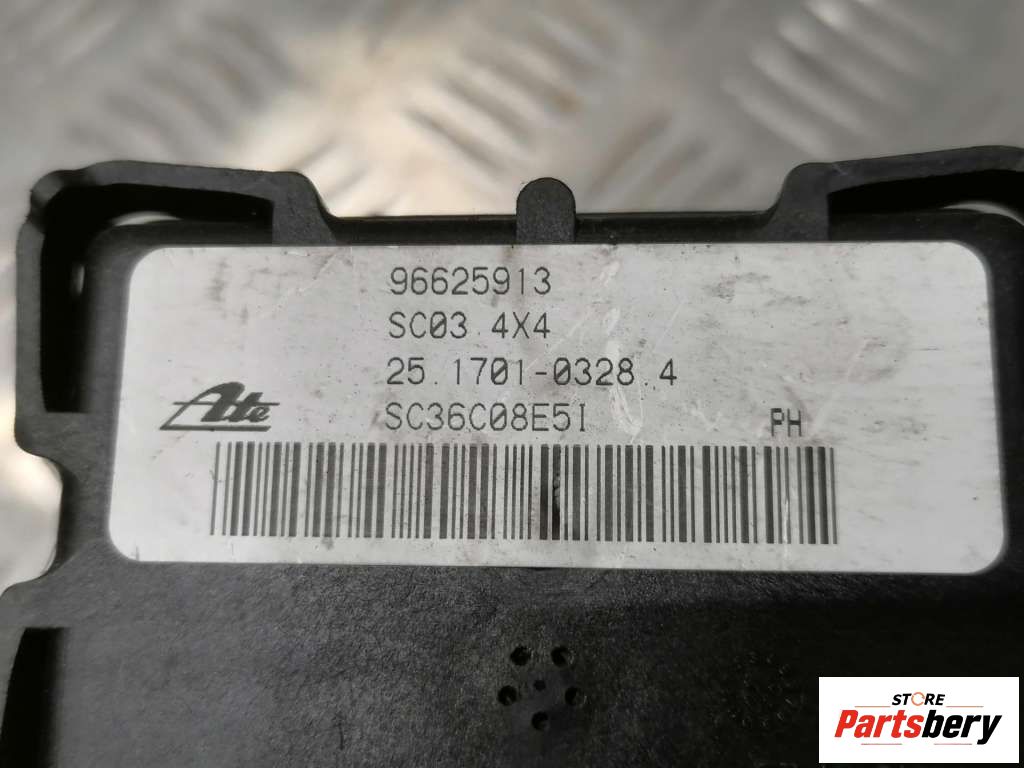 96625913
SC03 4X4
25.1701-0328.4
Ate
SC36C08E5I
PH
STORE
Partsbery